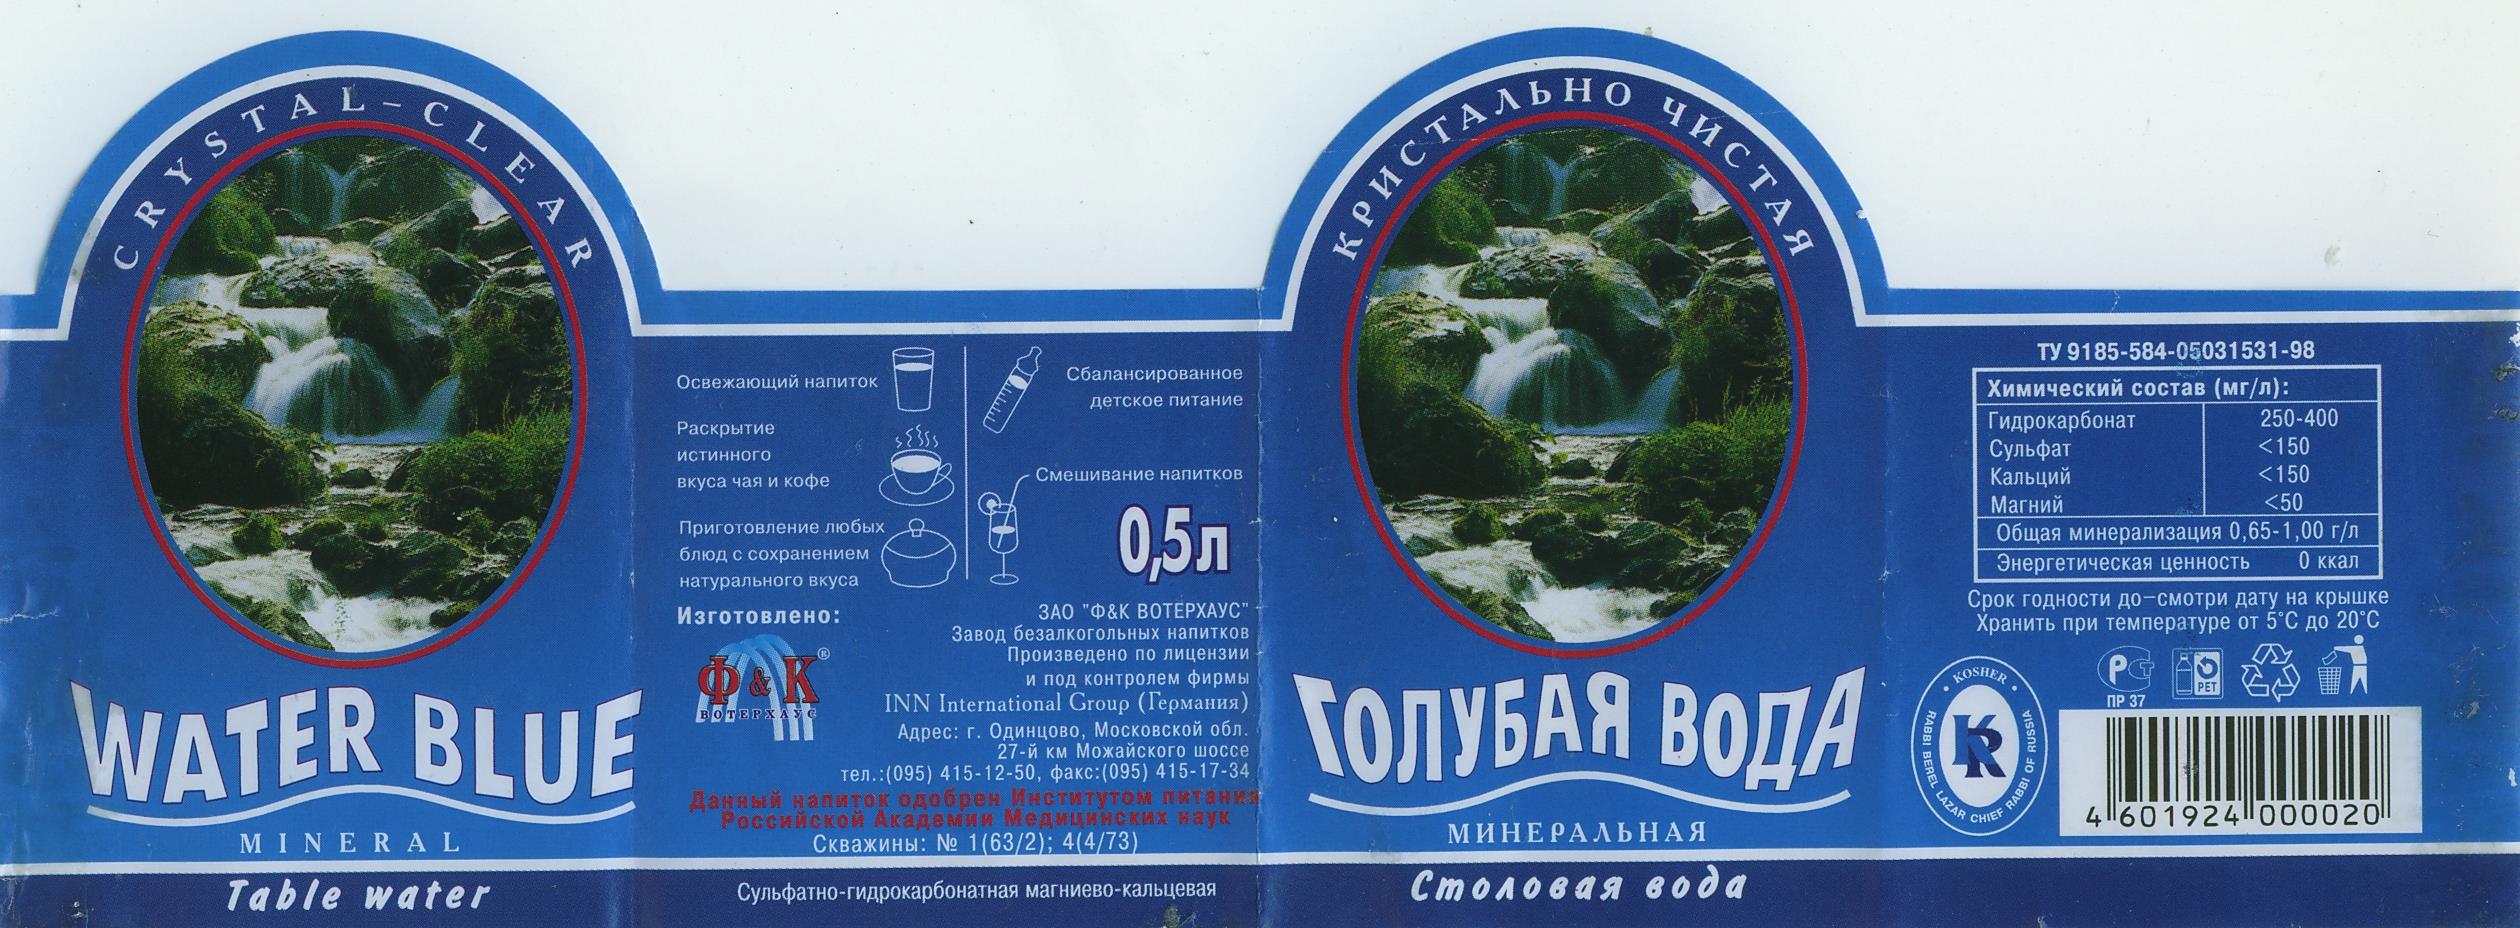 CRYSTAL-CLEAR
WATER BLUE
MINERAL
Table water
Освежающий напиток
Раскрытие
истинного
вкуса чая и кофе
Приготовление любых
блюд с сохранением
натурального вкуса
Сбалансированное
детское питание
Смешивание напитков
0,5л
Изготовлено:
Ф&К®
ВОТЕРХАУС
ЗАО "Ф&К ВОТЕРХАУС"
Завод безалкогольных напитков
Произведено по лицензии
и под контролем фирмы
INN International Group (Германия)
Адрес: г. Одинцово, Московской обл.
27-й км Можайского шоссе
тел.:(095) 415-12-50, факс:(095) 415-17-34
Данный напиток одобрен Институтом питания
Российской Академии Медицинских наук
Скважины: № 1(63/2); 4(4/73)
Сульфатно-гидрокарбонатная магниево-кальцевая
КРИСТАЛЬНО ЧИСТАЯ
ГОЛУБАЯ ВОДА
МИНЕРАЛЬНАЯ
Столовая вода
ТУ 9185-584-05031531-98
Химический состав (мг/л):
Гидрокарбонат 250-400
Сульфат <150
Кальций <150
Магний <50
Общая минерализация 0,65-1,00 г/л
Энергетическая ценность 0 ккал
Срок годности до-смотри дату на крышке
Хранить при температуре от 5°С до 20°С
РСТ
ПР 37
PET
KOSHER
KR
RABBI BEREL LAZAR CHIEF RABBI OF RUSSIA
4 601924 000020